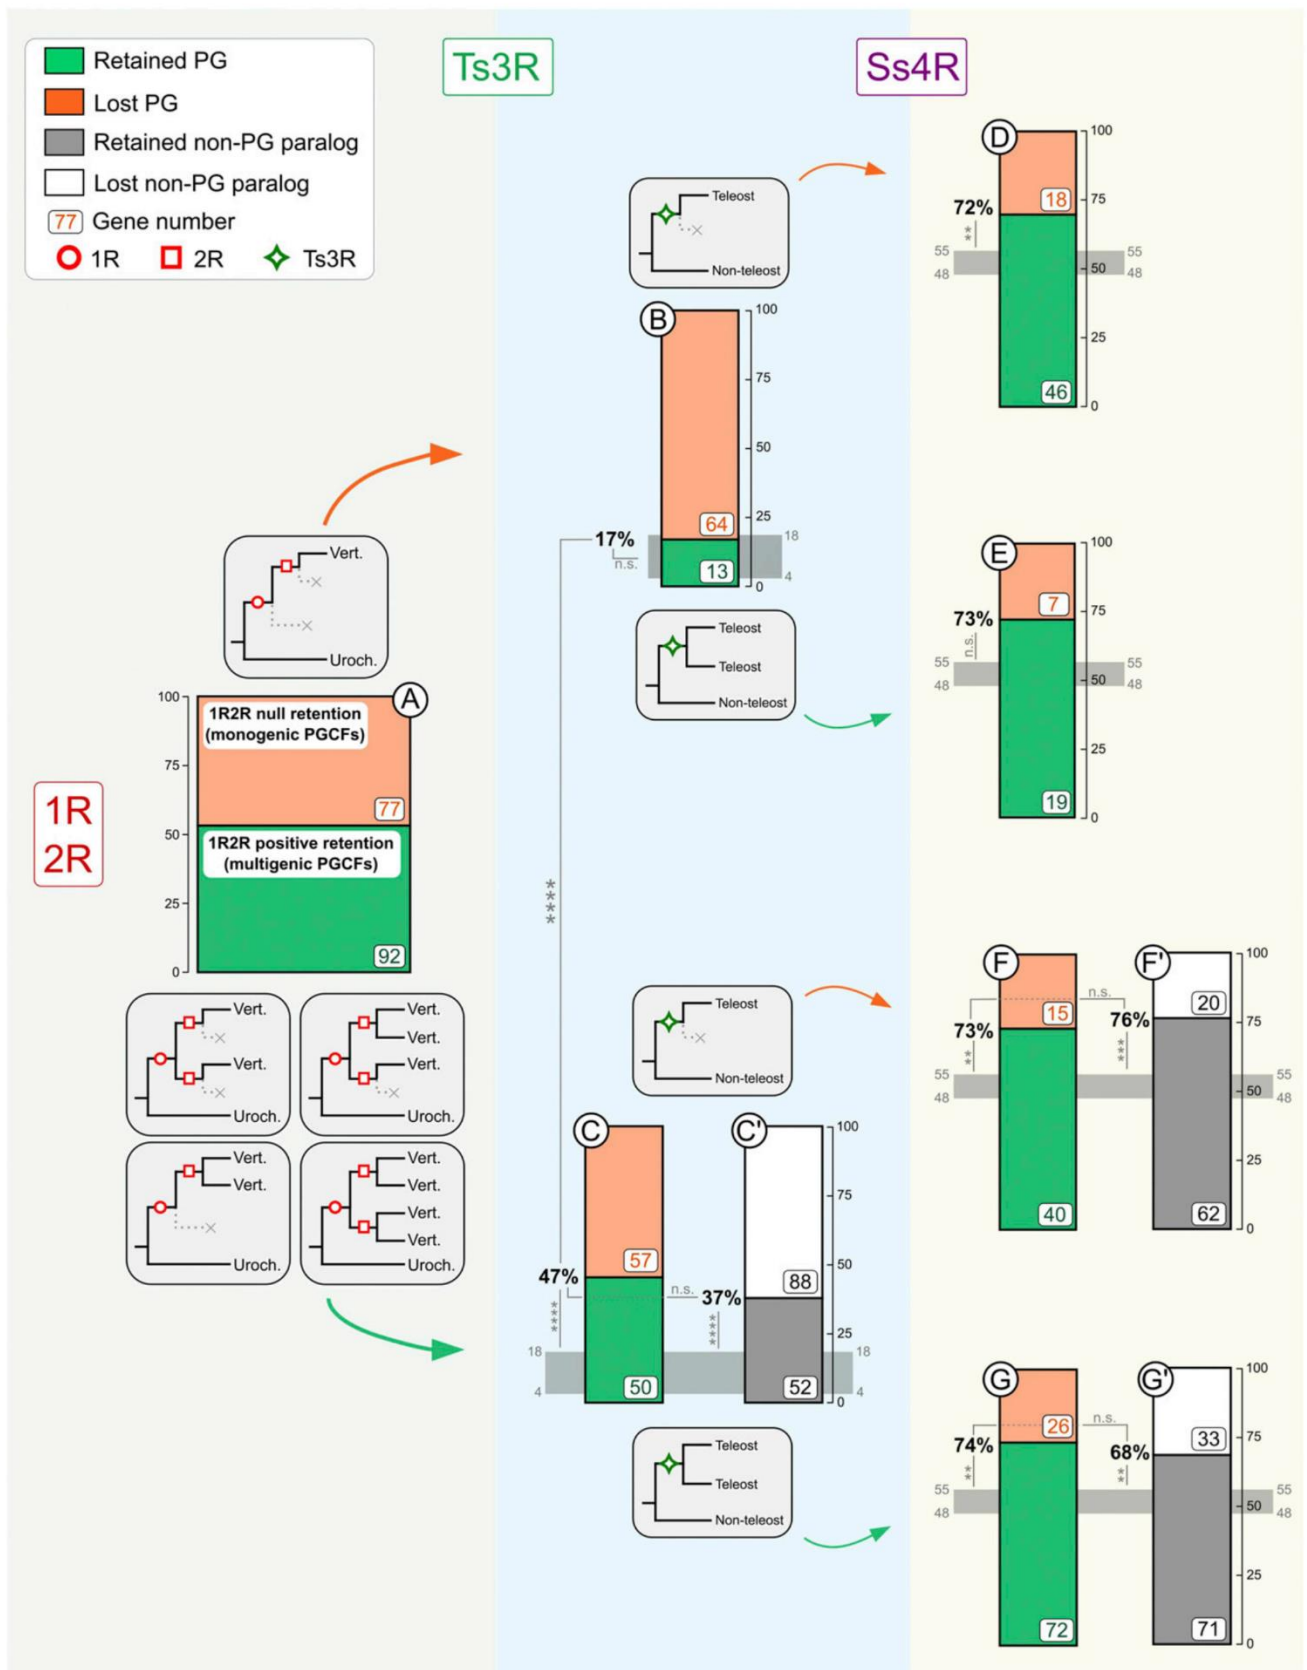 Retained PG
Lost PG
Retained non-PG paralog
Lost non-PG paralog
77 Gene number
1R 2R Ts3R
Ts3R
Ss4R
1R
2R
Vert.
Uroch.
A
100
75
50
25
0
1R2R null retention
(monogenic PGCFs)
77
1R2R positive retention
(multigenic PGCFs)
92
Vert.
Vert.
Uroch.
Vert.
Vert.
Vert.
Uroch.
Vert.
Vert.
Uroch.
Vert.
Vert.
Vert.
Vert.
Uroch.
Teleost
Non-teleost
B
100
75
50
25
0
64
13
17%
n.s.
18
4
Teleost
Teleost
Non-teleost
****
Teleost
Non-teleost
C
57
50
47%
****
n.s.
18
4
C'
88
52
37%
****
100
75
50
25
0
18
4
Teleost
Teleost
Non-teleost
D
18
46
72%
**
55
48
100
75
50
25
0
55
48
E
7
19
73%
n.s.
55
48
100
75
50
25
0
55
48
F
15
40
73%
**
55
48
n.s.
F'
20
62
76%
***
100
75
50
25
0
55
48
G
26
72
74%
**
55
48
n.s.
G'
33
71
68%
**
100
75
50
25
0
55
48